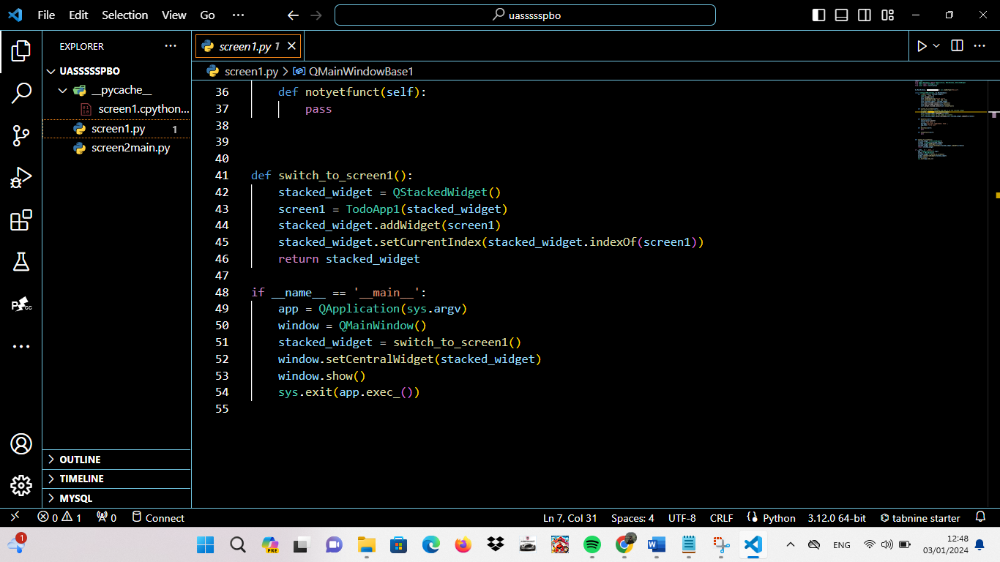 File Edit Selection View Go ··· uassssspbo
EXPLORER ···
UASSSSSPBO
__pycache__
screen1.cpython...
screen1.py 1
screen2main.py
screen1.py 1
screen1.py > QMainWindowBase1
36 def notyetfunct(self):
37 pass
38
39
40
41 def switch_to_screen1():
42 stacked_widget = QStackedWidget()
43 screen1 = TodoApp1(stacked_widget)
44 stacked_widget.addWidget(screen1)
45 stacked_widget.setCurrentIndex(stacked_widget.indexOf(screen1))
46 return stacked_widget
47
48 if __name__ == '__main__':
49 app = QApplication(sys.argv)
50 window = QMainWindow()
51 stacked_widget = switch_to_screen1()
52 window.setCentralWidget(stacked_widget)
53 window.show()
54 sys.exit(app.exec_())
55
OUTLINE
TIMELINE
MYSQL
0 1 0 Connect Ln 7, Col 31 Spaces: 4 UTF-8 CRLF Python 3.12.0 64-bit tabnine starter
1 PRE ENG 12:48
03/01/2024